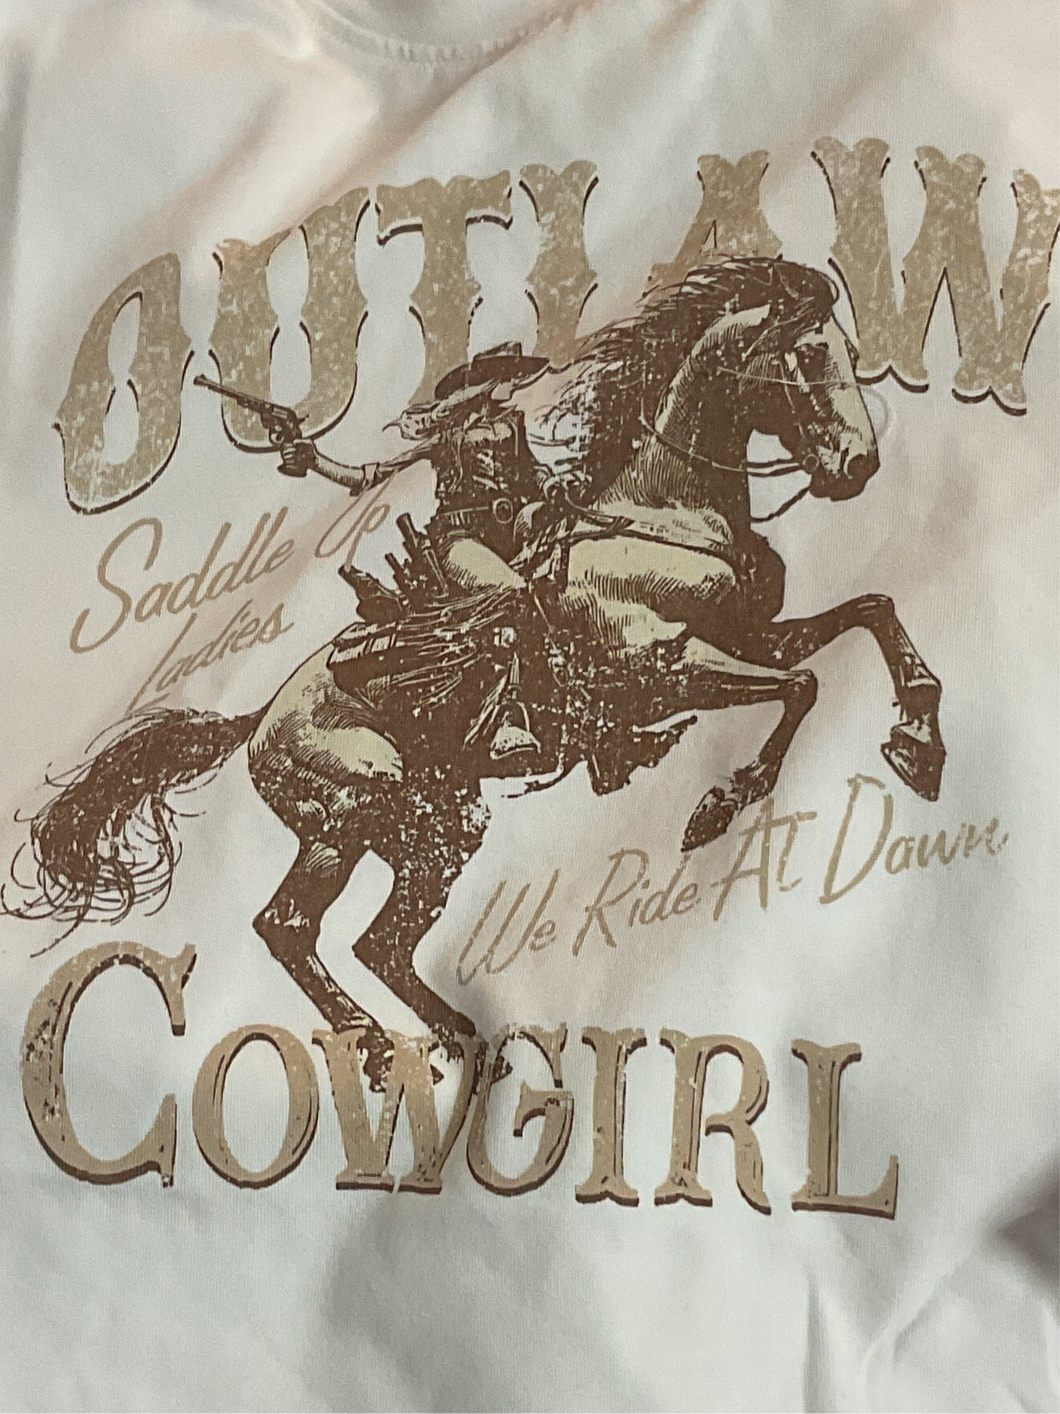 OUTLAW
Saddle Up
Ladies
We Ride At Dawn
COWGIRL